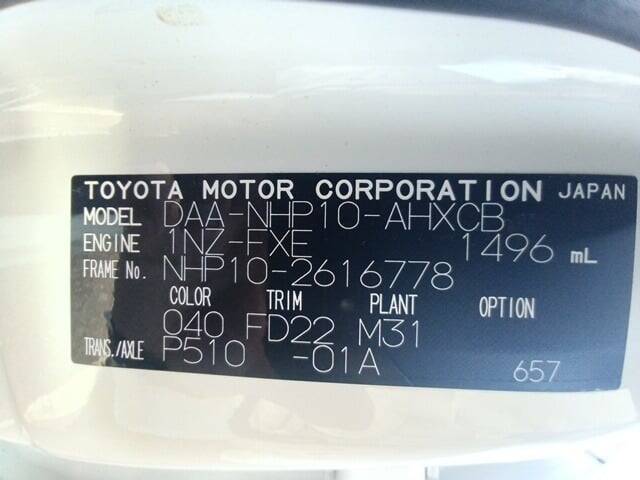 TOYOTA MOTOR CORPORATION JAPAN
MODEL DAA-NHP10-AHXCB
ENGINE 1NZ-FXE 1496 mL
FRAME No. NHP10-2616778
COLOR TRIM PLANT OPTION
040 FD22 M31
TRANS./AXLE P510 -01A
657